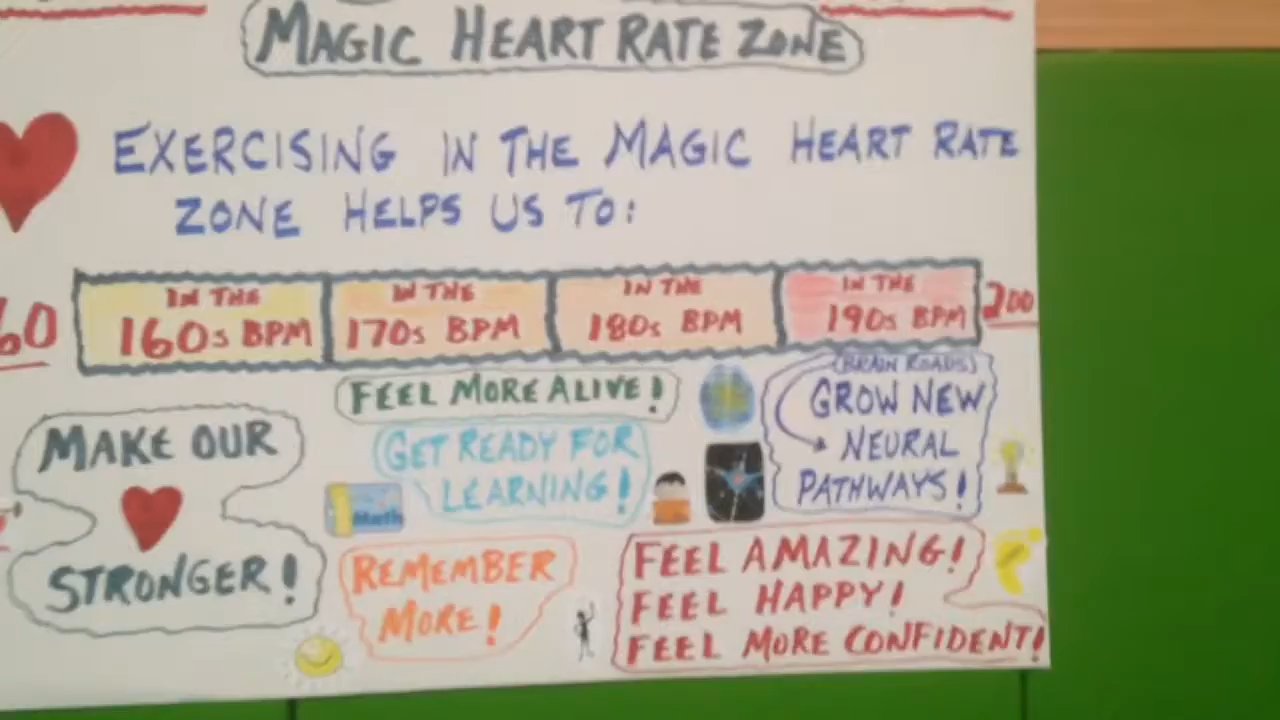 MAGIC HEART RATE ZONE
EXERCISING IN THE MAGIC HEART RATE
ZONE HELPS US TO:
60
IN THE
160s BPM
IN THE
170s BPM
IN THE
180s BPM
IN THE
190s BPM
200
(BRAIN ROADS)
GROW NEW
NEURAL
PATHWAYS!
FEEL MORE ALIVE!
GET READY FOR
LEARNING!
Math
MAKE OUR
STRONGER!
REMEMBER
MORE!
FEEL AMAZING!
FEEL HAPPY!
FEEL MORE CONFIDENT!